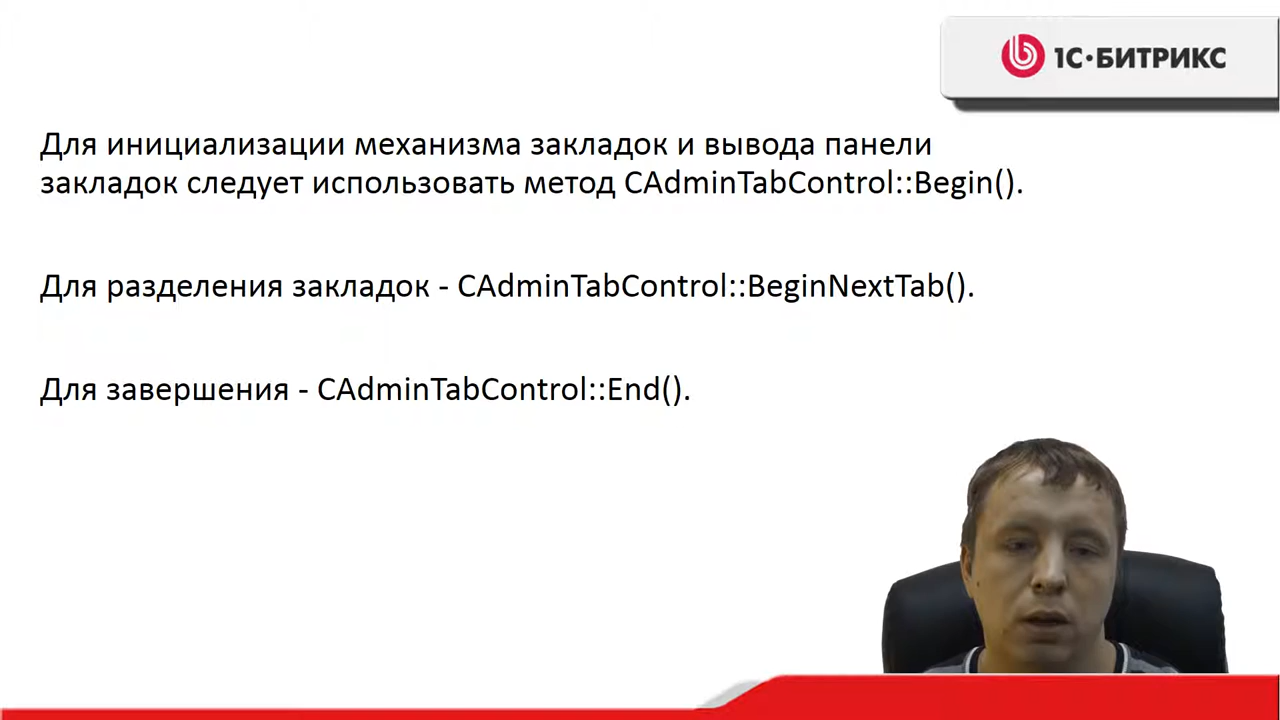 1С·БИТРИКС
Для инициализации механизма закладок и вывода панели
закладок следует использовать метод CAdminTabControl::Begin().
Для разделения закладок - CAdminTabControl::BeginNextTab().
Для завершения - CAdminTabControl::End().